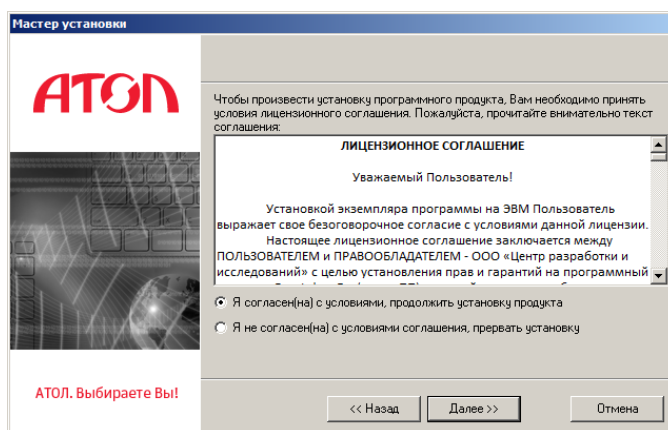 Мастер установки
АТОЛ
Чтобы произвести установку программного продукта, Вам необходимо принять
условия лицензионного соглашения. Пожалуйста, прочитайте внимательно текст
соглашения:
ЛИЦЕНЗИОННОЕ СОГЛАШЕНИЕ
Уважаемый Пользователь!
Установкой экземпляра программы на ЭВМ Пользователь
выражает свое безоговорочное согласие с условиями данной лицензии.
Настоящее лицензионное соглашение заключается между
ПОЛЬЗОВАТЕЛЕМ и ПРАВООБЛАДАТЕЛЕМ - ООО «Центр разработки и
исследований» с целью установления прав и гарантий на программный
Я согласен(на) с условиями, продолжить установку продукта
Я не согласен(на) с условиями соглашения, прервать установку
АТОЛ. Выбираете Вы!
<< Назад
Далее >>
Отмена